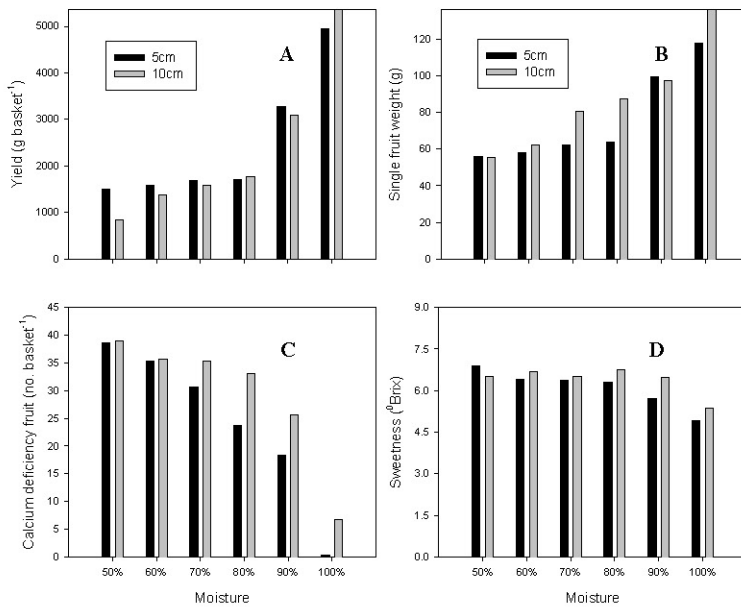 5000
4000
3000
2000
1000
0
Yield (g basket⁻¹)
5cm
10cm
A
120
100
80
60
40
20
0
Single fruit weight (g)
5cm
10cm
B
45
40
35
30
25
20
15
10
5
0
Calcium deficiency fruit (no. basket⁻¹)
C
50% 60% 70% 80% 90% 100%
Moisture
9.0
7.5
6.0
4.5
3.0
1.5
0.0
Sweetness (⁰Brix)
D
50% 60% 70% 80% 90% 100%
Moisture